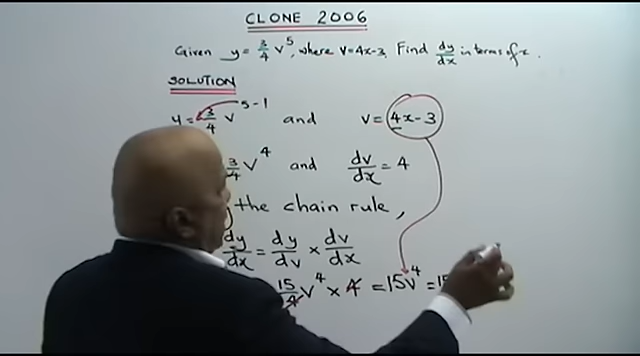 CLONE 2006
Given y = 3/4 v^5, where v = 4x-3. Find dy/dx in terms of x.
SOLUTION
y = 3/4 v^5-1 and v = 4x-3
3/4 v^4 and dv/dx = 4
the chain rule,
dy/dx = dy/dv × dv/dx
15/4 v^4 × 4 = 15v^4 = 15